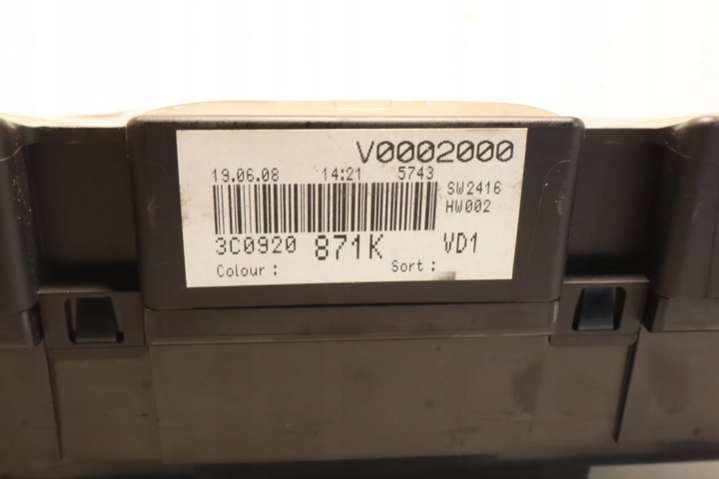 V0002000
19.06.08 14:21 5743
SW2416
HW002
3C0920 871K VD1
Colour : Sort :